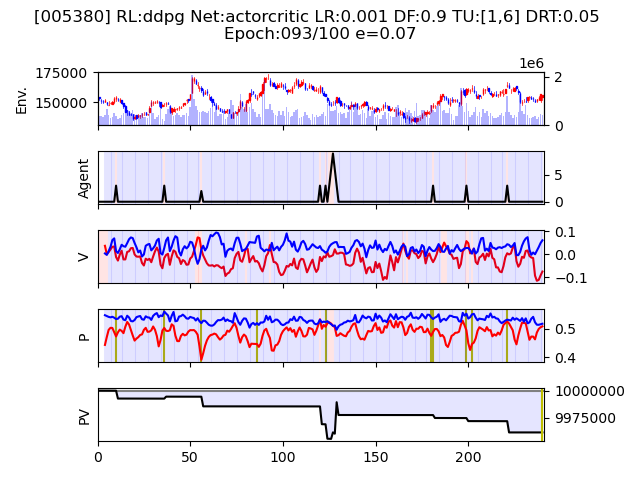 [005380] RL:ddpg Net:actorcritic LR:0.001 DF:0.9 TU:[1,6] DRT:0.05
Epoch:093/100 e=0.07
1e6
175000
150000
Env.
2
0
Agent
5
0
V
0.1
0.0
−0.1
P
0.5
0.4
PV
10000000
9975000
0 50 100 150 200